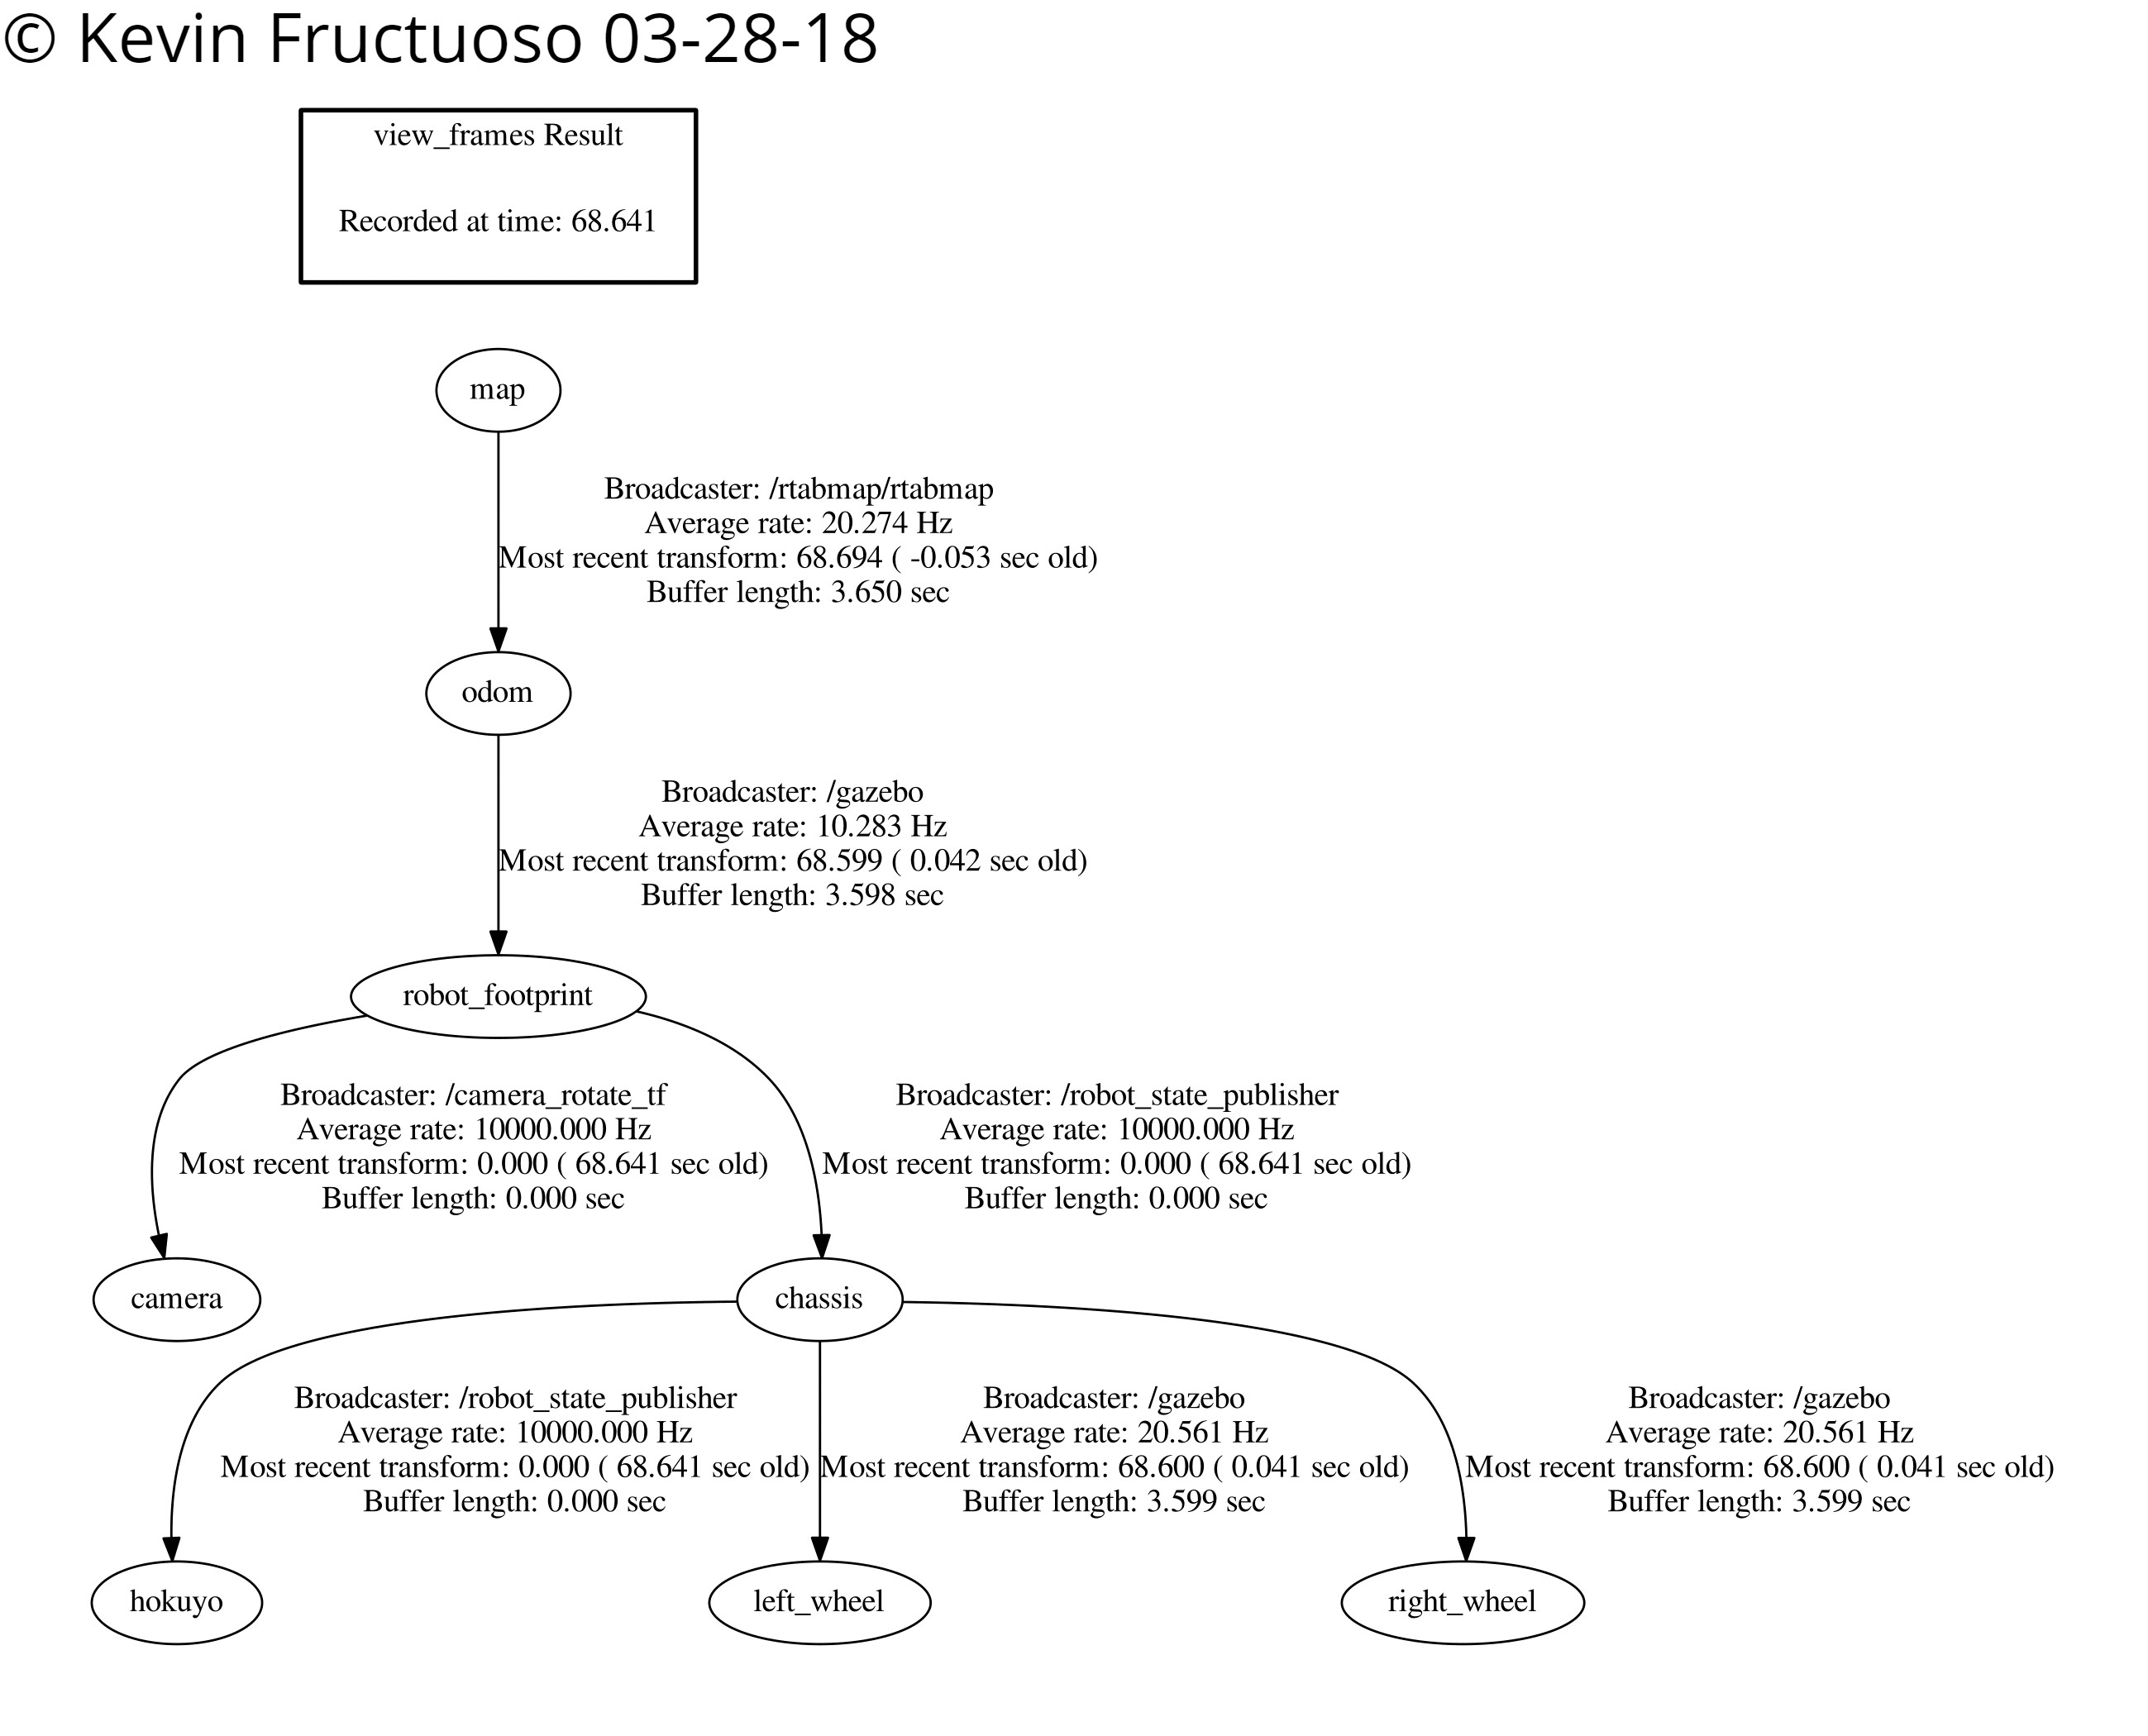 © Kevin Fructuoso 03-28-18
view_frames Result
Recorded at time: 68.641
map
Broadcaster: /rtabmap/rtabmap
Average rate: 20.274 Hz
Most recent transform: 68.694 ( -0.053 sec old)
Buffer length: 3.650 sec
odom
Broadcaster: /gazebo
Average rate: 10.283 Hz
Most recent transform: 68.599 ( 0.042 sec old)
Buffer length: 3.598 sec
robot_footprint
Broadcaster: /camera_rotate_tf
Average rate: 10000.000 Hz
Most recent transform: 0.000 ( 68.641 sec old)
Buffer length: 0.000 sec
Broadcaster: /robot_state_publisher
Average rate: 10000.000 Hz
Most recent transform: 0.000 ( 68.641 sec old)
Buffer length: 0.000 sec
camera
chassis
Broadcaster: /robot_state_publisher
Average rate: 10000.000 Hz
Most recent transform: 0.000 ( 68.641 sec old)
Buffer length: 0.000 sec
Broadcaster: /gazebo
Average rate: 20.561 Hz
Most recent transform: 68.600 ( 0.041 sec old)
Buffer length: 3.599 sec
Broadcaster: /gazebo
Average rate: 20.561 Hz
Most recent transform: 68.600 ( 0.041 sec old)
Buffer length: 3.599 sec
hokuyo
left_wheel
right_wheel